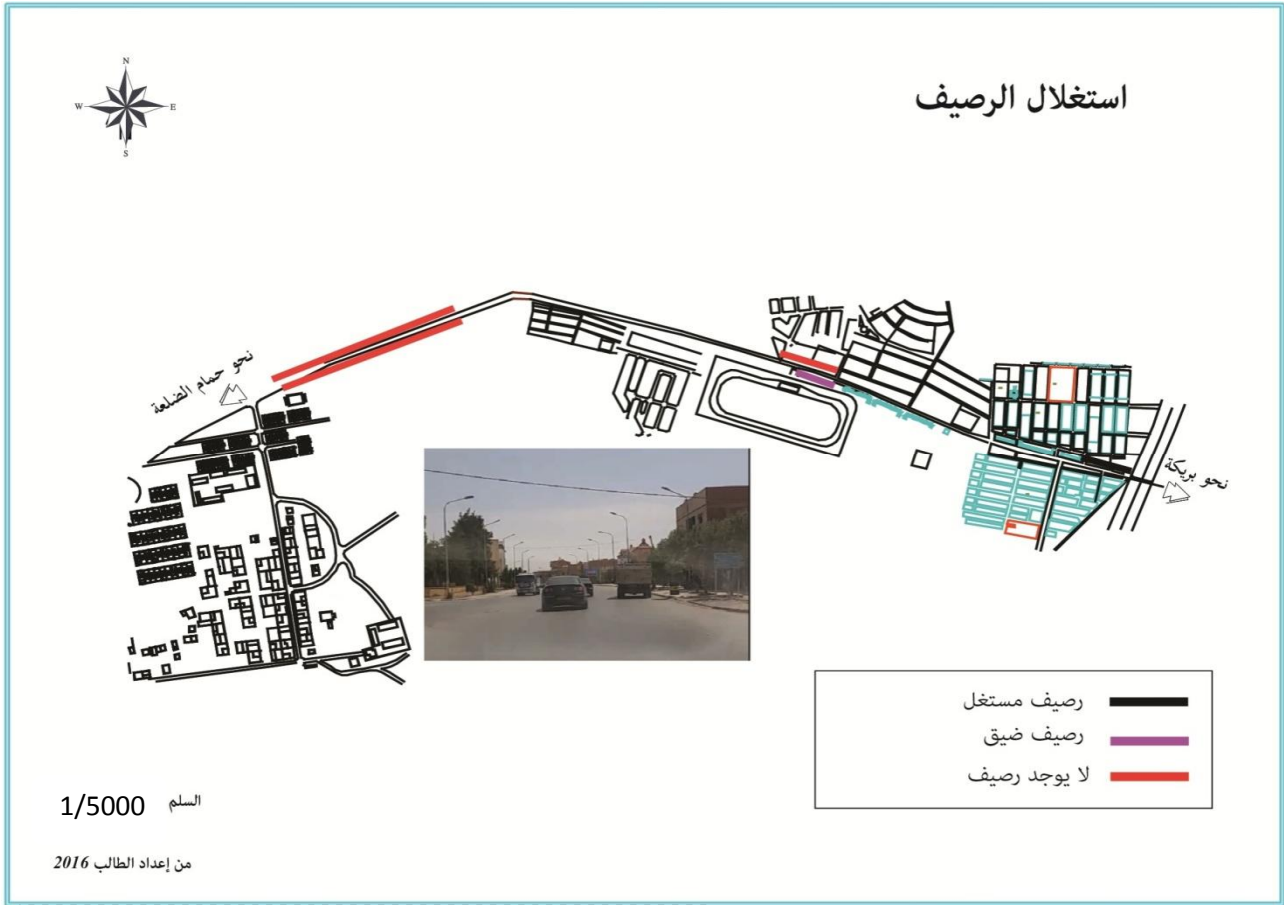 استغلال الرصيف
N
W
E
S
نحو حمام الضلعة
نحو بريكة
رصيف مستغل
رصيف ضيق
لا يوجد رصيف
السلم 1/5000
من إعداد الطالب 2016